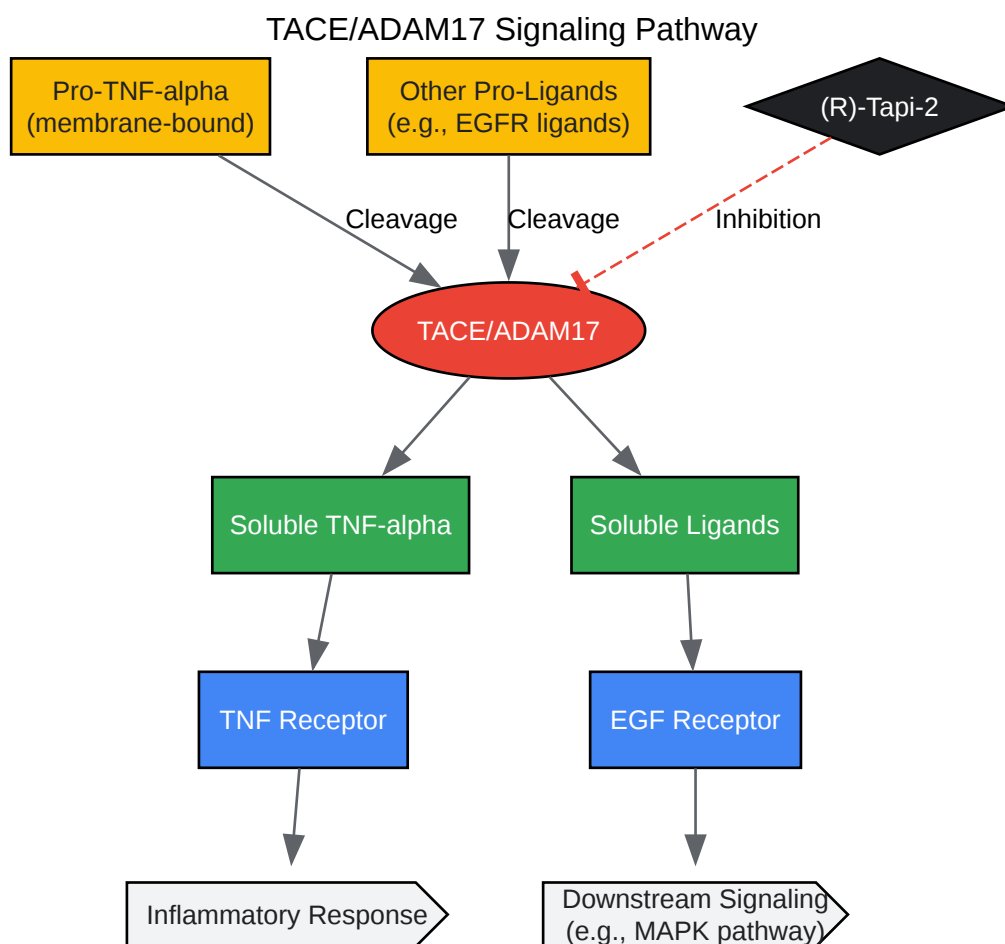 TACE/ADAM17 Signaling Pathway
Pro-TNF-alpha
(membrane-bound)
Other Pro-Ligands
(e.g., EGFR ligands)
(R)-Tapi-2
Cleavage
Cleavage
Inhibition
TACE/ADAM17
Soluble TNF-alpha
Soluble Ligands
TNF Receptor
EGF Receptor
Inflammatory Response
Downstream Signaling
(e.g., MAPK pathway)